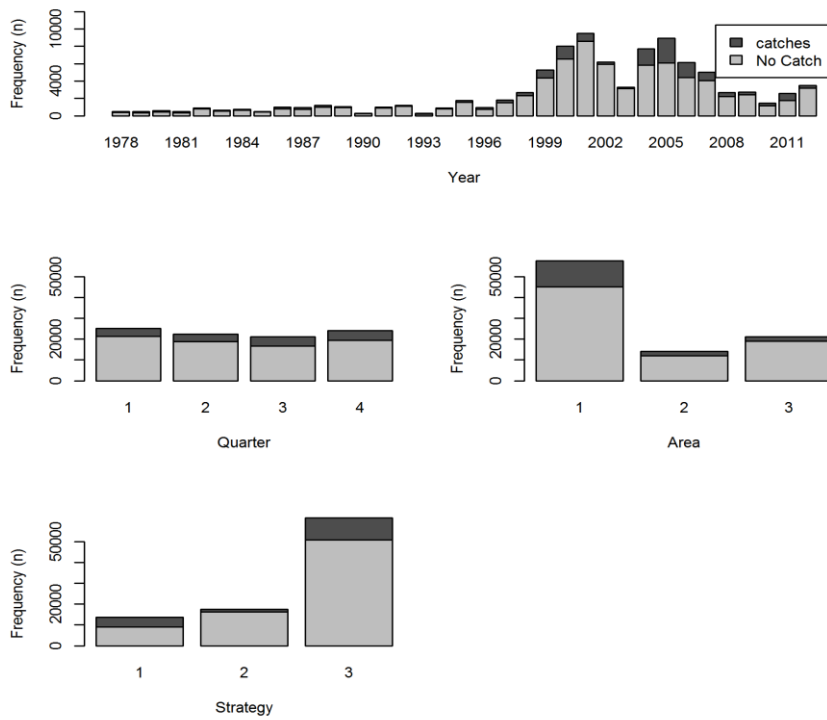 Frequency (n)
10000
4000
0
catches
No Catch
1978 1981 1984 1987 1990 1993 1996 1999 2002 2005 2008 2011
Year
Frequency (n)
50000
20000
0
1 2 3 4
Quarter
Frequency (n)
50000
20000
0
1 2 3
Area
Frequency (n)
50000
20000
0
1 2 3
Strategy